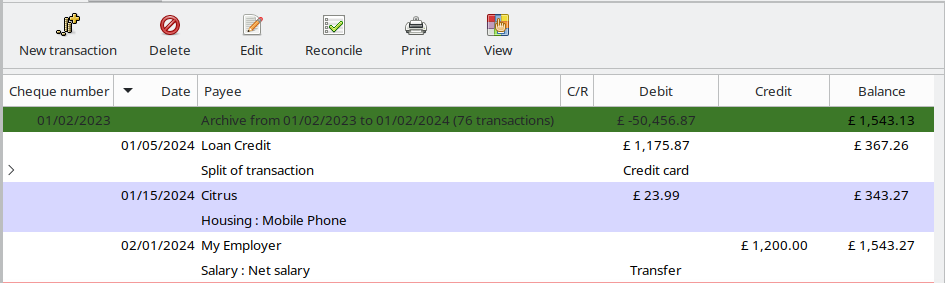 New transaction Delete Edit Reconcile Print View
Cheque number Date Payee C/R Debit Credit Balance
01/02/2023 Archive from 01/02/2023 to 01/02/2024 (76 transactions) £ -50,456.87 £ 1,543.13
01/05/2024 Loan Credit £ 1,175.87 £ 367.26
Split of transaction Credit card
01/15/2024 Citrus £ 23.99 £ 343.27
Housing : Mobile Phone
02/01/2024 My Employer £ 1,200.00 £ 1,543.27
Salary : Net salary Transfer